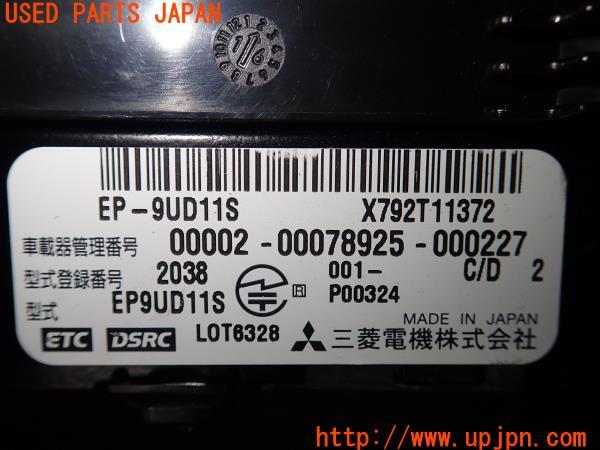 USED PARTS JAPAN
16
EP-9UD11S X792T11372
車載器管理番号 00002-00078925-000227
型式登録番号 2038 001- C/D 2
型式 EP9UD11S R P00324
MADE IN JAPAN
ETC DSRC LOT6328 三菱電機株式会社
http://www.upjpn.com